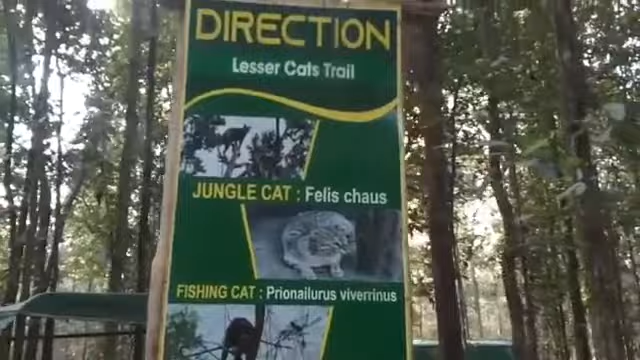 DIRECTION
Lesser Cats Trail
JUNGLE CAT : Felis chaus
FISHING CAT : Prionailurus viverrinus